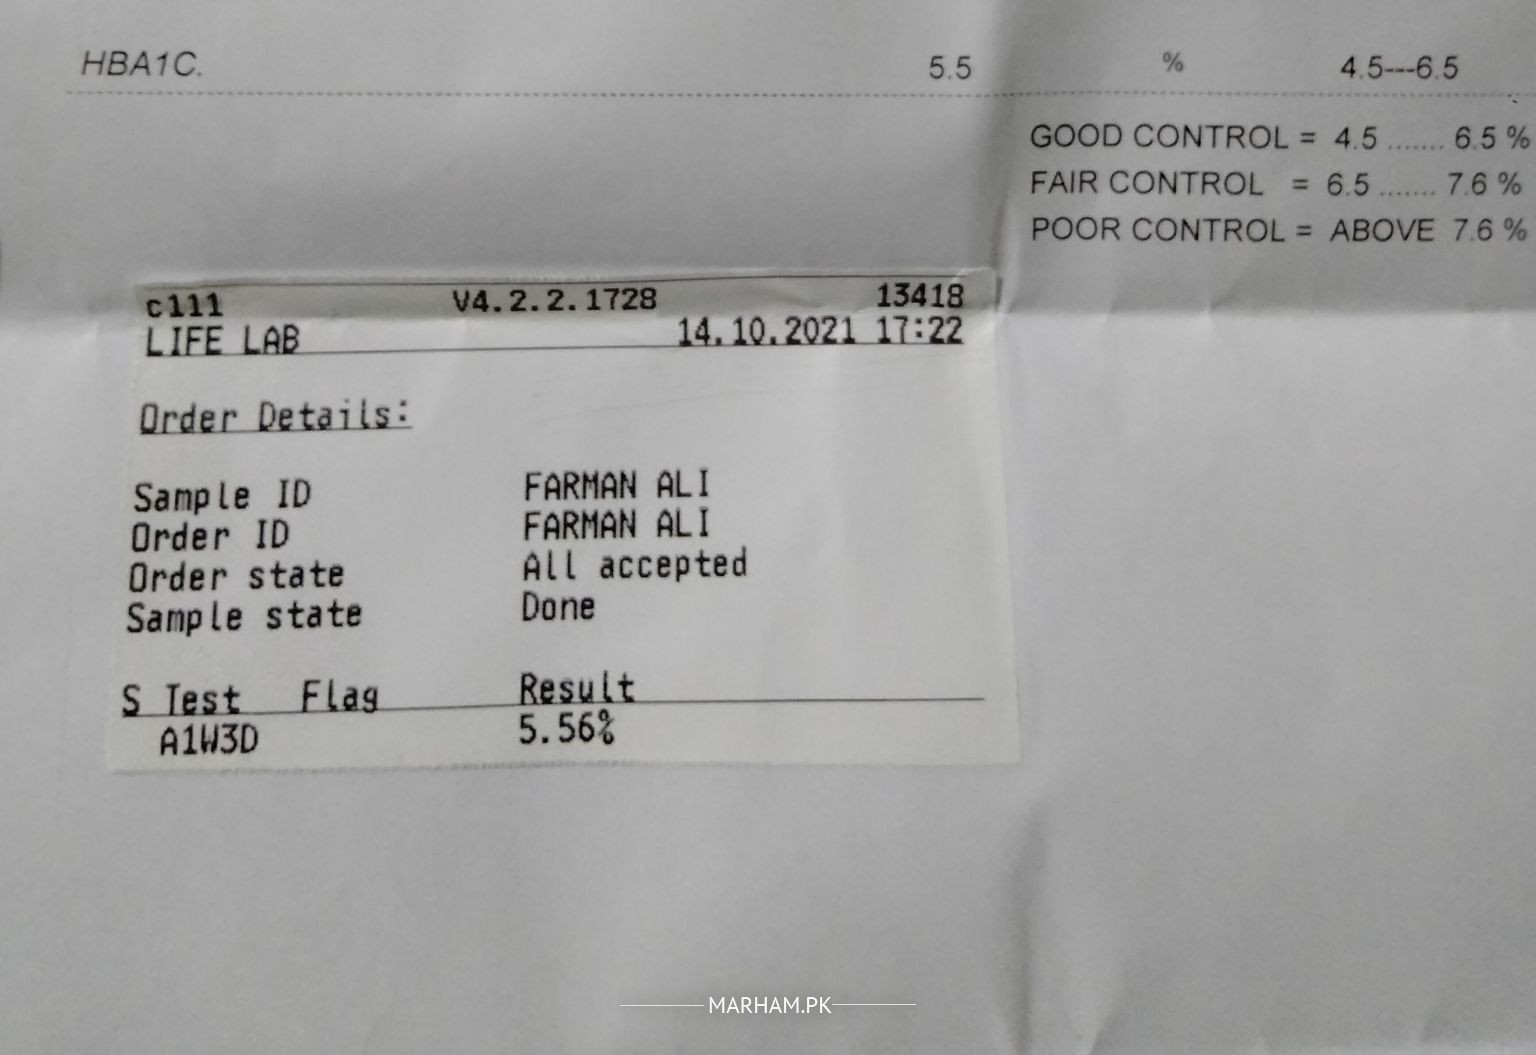 HBA1C. 5.5 % 4.5---6.5
GOOD CONTROL = 4.5 ....... 6.5 %
FAIR CONTROL = 6.5 ....... 7.6 %
POOR CONTROL = ABOVE 7.6 %
c111 V4.2.2.1728 13418
LIFE LAB 14.10.2021 17:22
Order Details:
Sample ID FARMAN ALI
Order ID FARMAN ALI
Order state All accepted
Sample state Done
S Test Flag Result
A1W3D 5.56%
MARHAM.PK